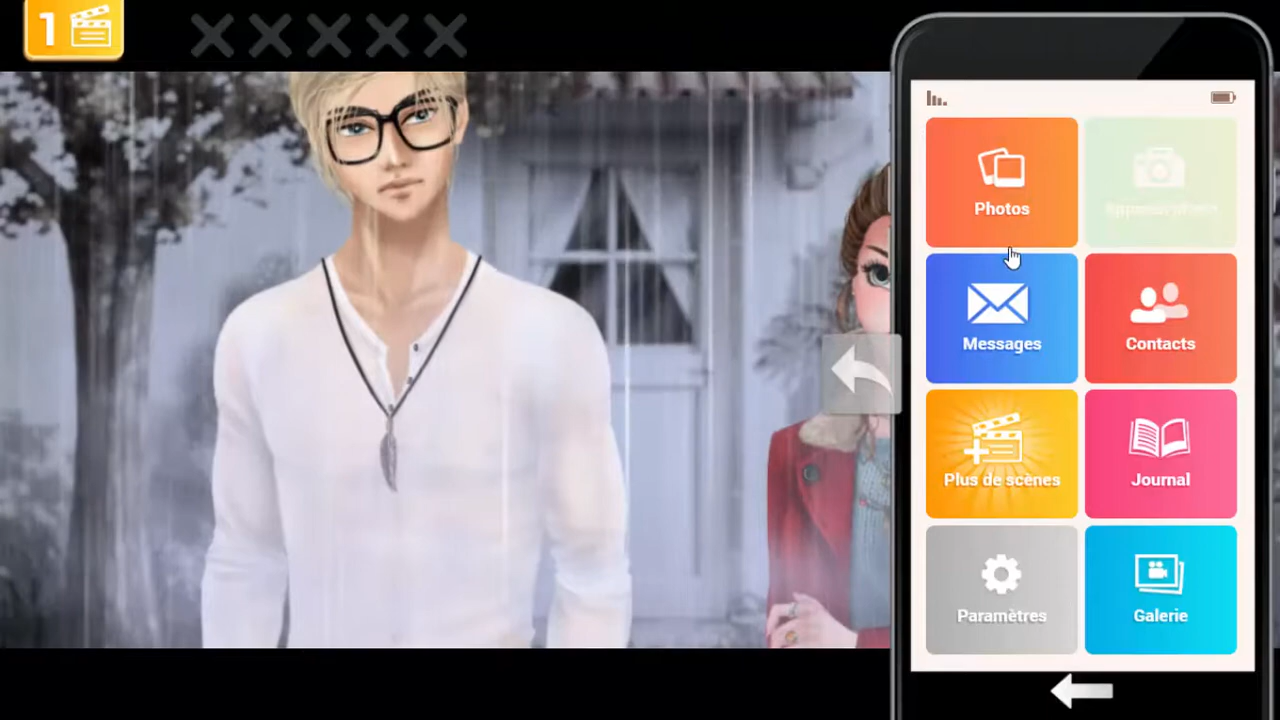 1
Photos
Messages
Contacts
Plus de scènes
Journal
Paramètres
Galerie